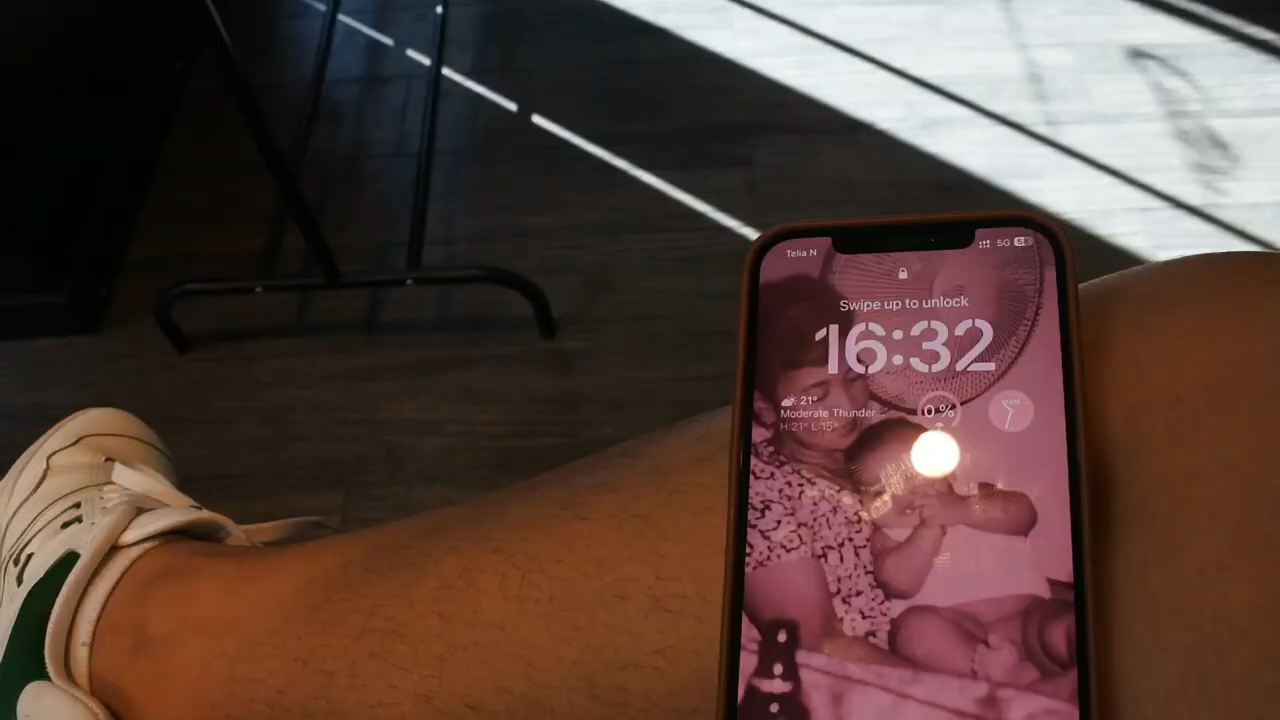 Telia N
5G
Swipe up to unlock
16:32
21°
Moderate Thunder...
H:21° L:15°
0 %